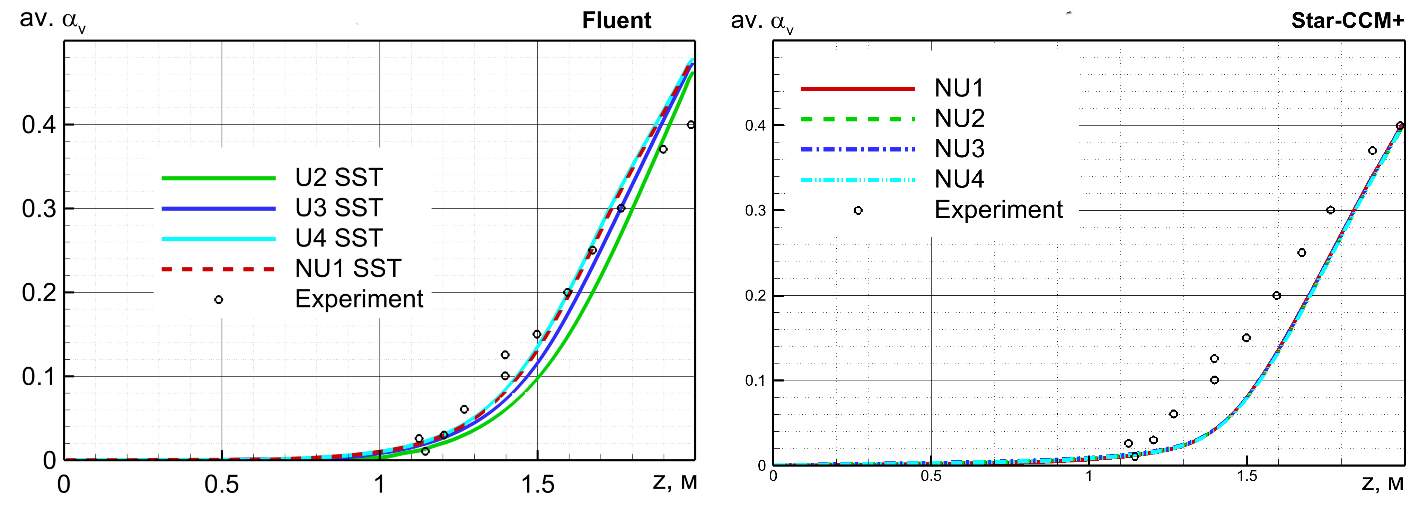 av. αv
Fluent
0.4
0.3
0.2
0.1
0
U2 SST
U3 SST
U4 SST
NU1 SST
Experiment
0
0.5
1
1.5
z, м
av. αv
Star-CCM+
0.4
0.3
0.2
0.1
0
NU1
NU2
NU3
NU4
Experiment
0
0.5
1
1.5
z, м